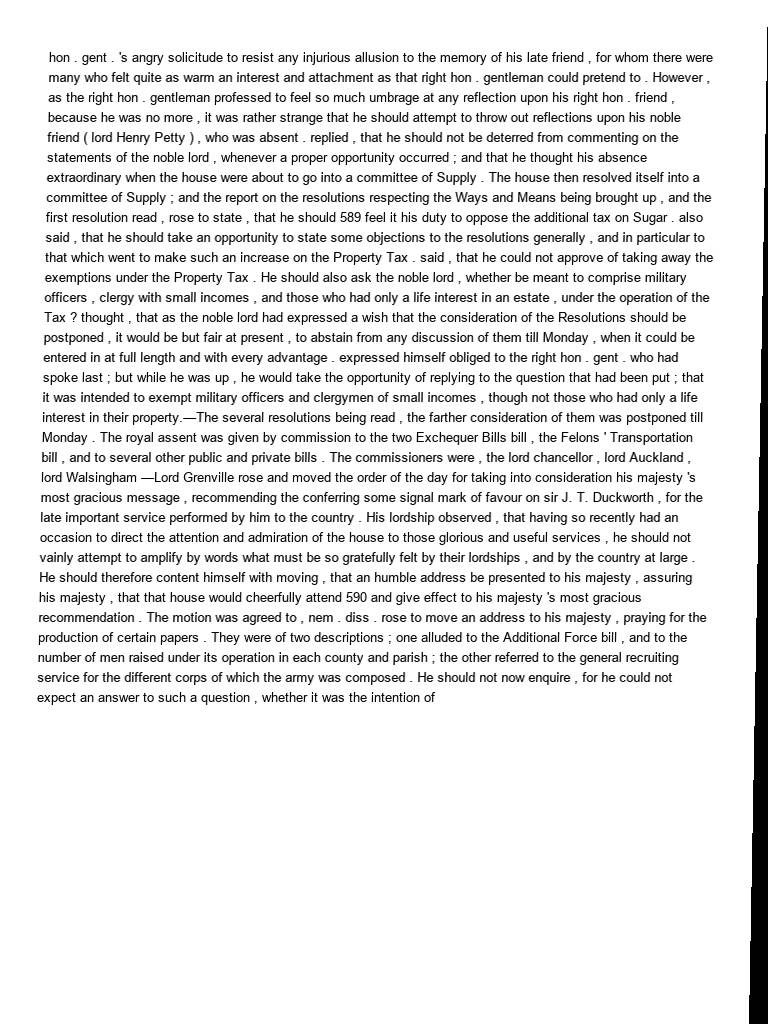 hon . gent . 's angry solicitude to resist any injurious allusion to the memory of his late friend , for whom there were
many who felt quite as warm an interest and attachment as that right hon . gentleman could pretend to . However ,
as the right hon . gentleman professed to feel so much umbrage at any reflection upon his right hon . friend ,
because he was no more , it was rather strange that he should attempt to throw out reflections upon his noble
friend ( lord Henry Petty ) , who was absent . replied , that he should not be deterred from commenting on the
statements of the noble lord , whenever a proper opportunity occurred ; and that he thought his absence
extraordinary when the house were about to go into a committee of Supply . The house then resolved itself into a
committee of Supply ; and the report on the resolutions respecting the Ways and Means being brought up , and the
first resolution read , rose to state , that he should 589 feel it his duty to oppose the additional tax on Sugar . also
said , that he should take an opportunity to state some objections to the resolutions generally , and in particular to
that which went to make such an increase on the Property Tax . said , that he could not approve of taking away the
exemptions under the Property Tax . He should also ask the noble lord , whether be meant to comprise military
officers , clergy with small incomes , and those who had only a life interest in an estate , under the operation of the
Tax ? thought , that as the noble lord had expressed a wish that the consideration of the Resolutions should be
postponed , it would be but fair at present , to abstain from any discussion of them till Monday , when it could be
entered in at full length and with every advantage . expressed himself obliged to the right hon . gent . who had
spoke last ; but while he was up , he would take the opportunity of replying to the question that had been put ; that
it was intended to exempt military officers and clergymen of small incomes , though not those who had only a life
interest in their property.—The several resolutions being read , the farther consideration of them was postponed till
Monday . The royal assent was given by commission to the two Exchequer Bills bill , the Felons ' Transportation
bill , and to several other public and private bills . The commissioners were , the lord chancellor , lord Auckland ,
lord Walsingham —Lord Grenville rose and moved the order of the day for taking into consideration his majesty 's
most gracious message , recommending the conferring some signal mark of favour on sir J. T. Duckworth , for the
late important service performed by him to the country . His lordship observed , that having so recently had an
occasion to direct the attention and admiration of the house to those glorious and useful services , he should not
vainly attempt to amplify by words what must be so gratefully felt by their lordships , and by the country at large .
He should therefore content himself with moving , that an humble address be presented to his majesty , assuring
his majesty , that that house would cheerfully attend 590 and give effect to his majesty 's most gracious
recommendation . The motion was agreed to , nem . diss . rose to move an address to his majesty , praying for the
production of certain papers . They were of two descriptions ; one alluded to the Additional Force bill , and to the
number of men raised under its operation in each county and parish ; the other referred to the general recruiting
service for the different corps of which the army was composed . He should not now enquire , for he could not
expect an answer to such a question , whether it was the intention of